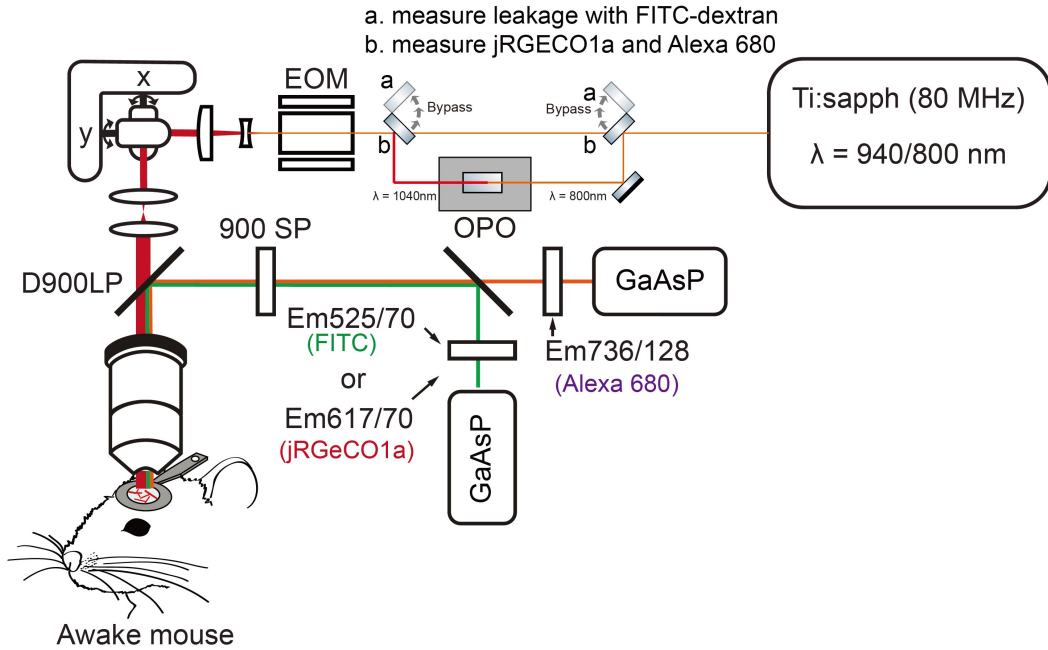 a. measure leakage with FITC-dextran
b. measure jRGECO1a and Alexa 680
x
y
EOM
a
Bypass
b
a
Bypass
b
Ti:sapph (80 MHz)
λ = 940/800 nm
λ = 1040nm
λ = 800nm
OPO
900 SP
D900LP
GaAsP
Em525/70
(FITC)
or
Em617/70
(jRGeCO1a)
Em736/128
(Alexa 680)
GaAsP
Awake mouse